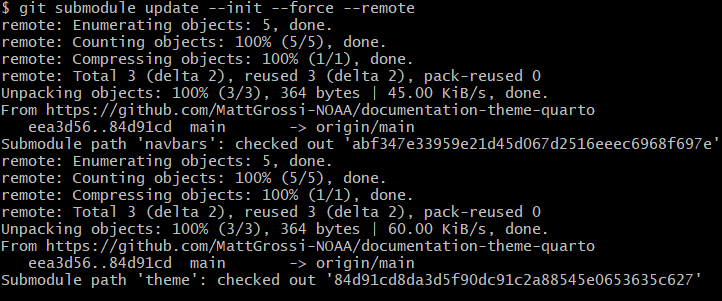 $ git submodule update --init --force --remote
remote: Enumerating objects: 5, done.
remote: Counting objects: 100% (5/5), done.
remote: Compressing objects: 100% (1/1), done.
remote: Total 3 (delta 2), reused 3 (delta 2), pack-reused 0
Unpacking objects: 100% (3/3), 364 bytes | 45.00 KiB/s, done.
From https://github.com/MattGrossi-NOAA/documentation-theme-quarto
   eea3d56..84d91cd  main       -> origin/main
Submodule path 'navbars': checked out 'abf347e33959e21d45d067d2516eeec6968f697e'
remote: Enumerating objects: 5, done.
remote: Counting objects: 100% (5/5), done.
remote: Compressing objects: 100% (1/1), done.
remote: Total 3 (delta 2), reused 3 (delta 2), pack-reused 0
Unpacking objects: 100% (3/3), 364 bytes | 60.00 KiB/s, done.
From https://github.com/MattGrossi-NOAA/documentation-theme-quarto
   eea3d56..84d91cd  main       -> origin/main
Submodule path 'theme': checked out '84d91cd8da3d5f90dc91c2a88545e0653635c627'